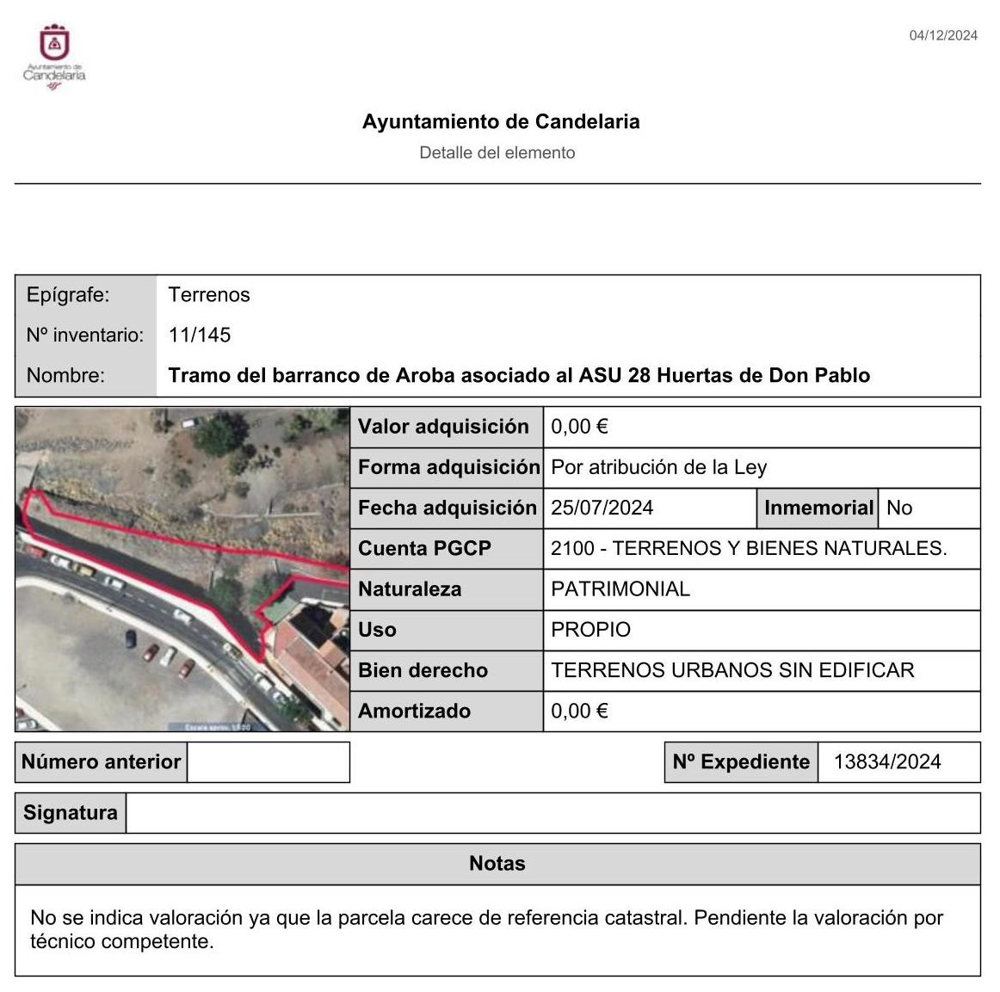 04/12/2024
Ayuntamiento de
Candelaria
Ayuntamiento de Candelaria
Detalle del elemento
Epígrafe: Terrenos
Nº inventario: 11/145
Nombre: Tramo del barranco de Aroba asociado al ASU 28 Huertas de Don Pablo
Valor adquisición 0,00 €
Forma adquisición Por atribución de la Ley
Fecha adquisición 25/07/2024 Inmemorial No
Cuenta PGCP 2100 - TERRENOS Y BIENES NATURALES.
Naturaleza PATRIMONIAL
Uso PROPIO
Bien derecho TERRENOS URBANOS SIN EDIFICAR
Amortizado 0,00 €
Escala aprox.
Número anterior
Nº Expediente 13834/2024
Signatura
Notas
No se indica valoración ya que la parcela carece de referencia catastral. Pendiente la valoración por
técnico competente.